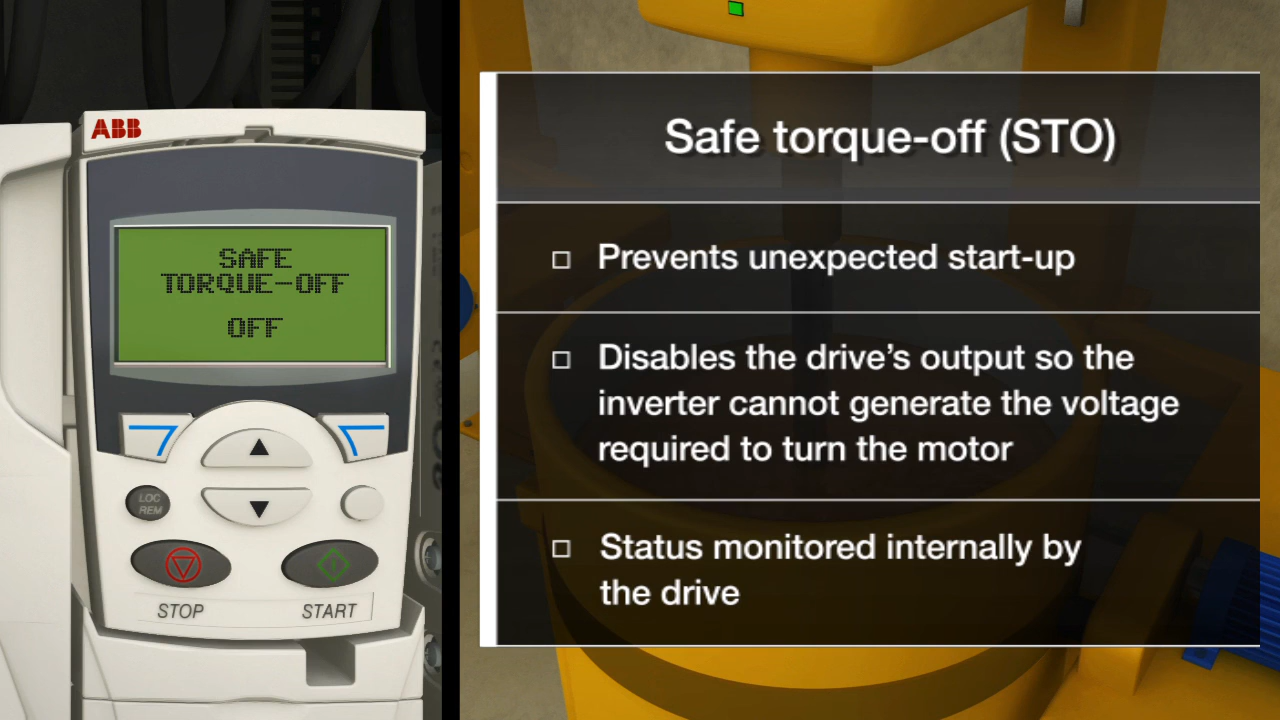 ABB
SAFE
TORQUE-OFF
OFF
LOC
REM
STOP
START
Safe torque-off (STO)
Prevents unexpected start-up
Disables the drive’s output so the
inverter cannot generate the voltage
required to turn the motor
Status monitored internally by
the drive